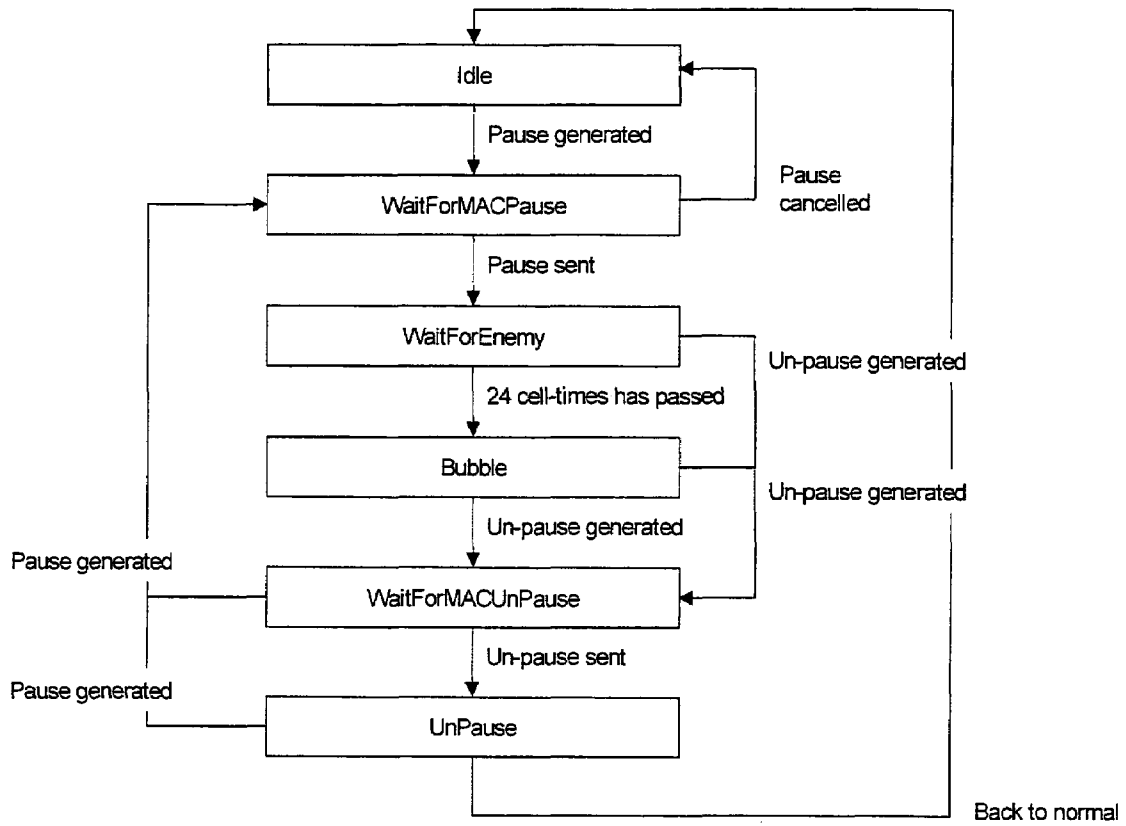 Idle
Pause generated
Pause
cancelled
WaitForMACPause
Pause sent
WaitForEnemy
Un-pause generated
24 cell-times has passed
Bubble
Un-pause generated
Un-pause generated
Pause generated
WaitForMACUnPause
Un-pause sent
Pause generated
UnPause
Back to normal